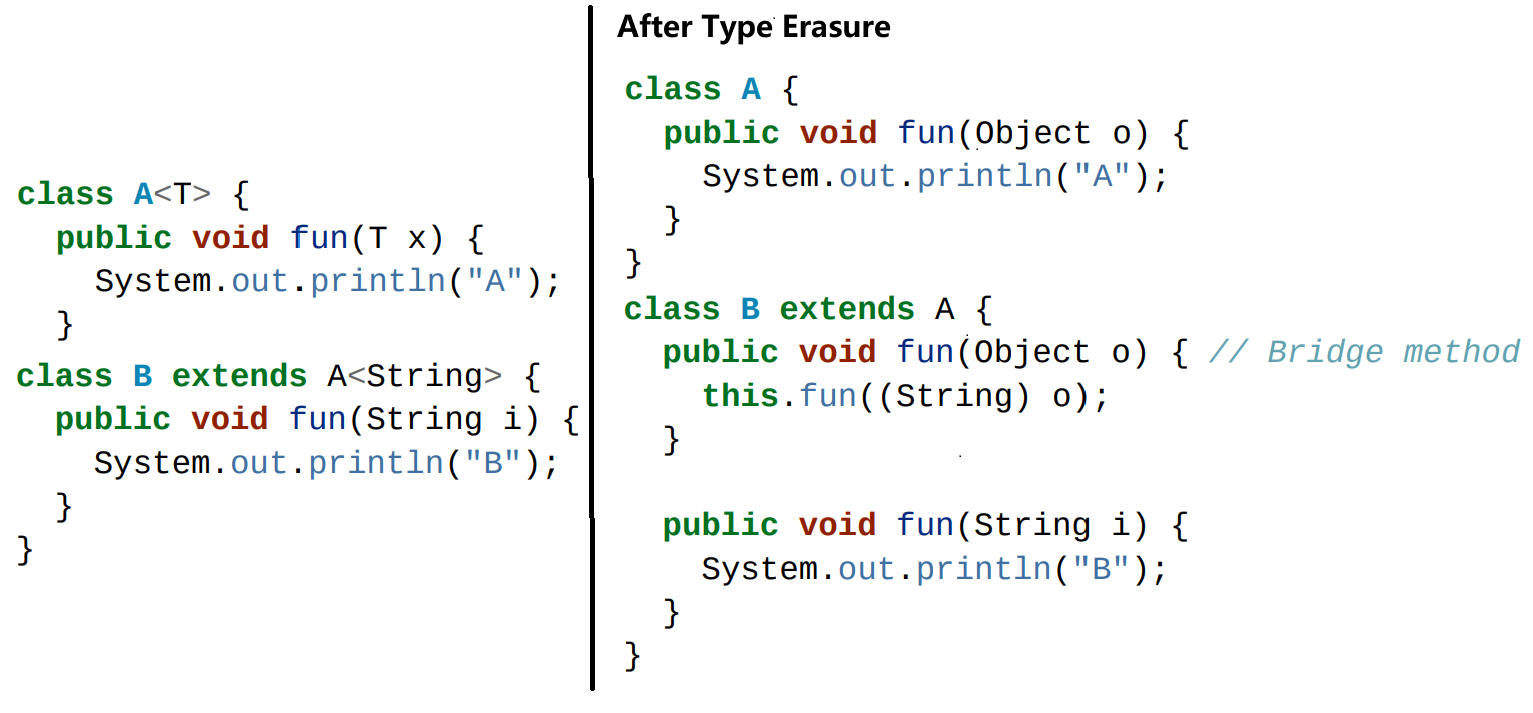 class A<T> {
  public void fun(T x) {
    System.out.println("A");
  }
class B extends A<String> {
  public void fun(String i) {
    System.out.println("B");
  }
}
After Type Erasure
class A {
  public void fun(Object o) {
    System.out.println("A");
  }
}
class B extends A {
  public void fun(Object o) { // Bridge method
    this.fun((String) o);
  }
  public void fun(String i) {
    System.out.println("B");
  }
}